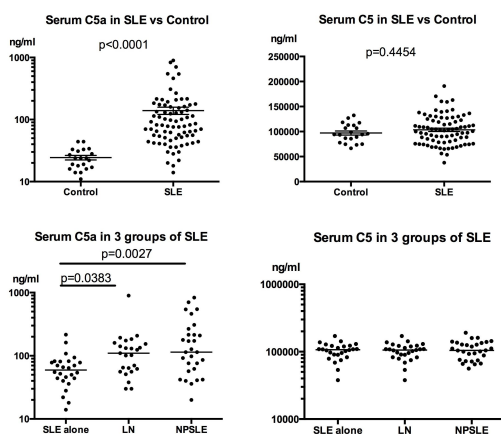 Serum C5a in SLE vs Control
ng/ml
p<0.0001
1000
100
10
Control
SLE
Serum C5 in SLE vs Control
ng/ml
p=0.4454
250000
200000
150000
100000
50000
0
Control
SLE
Serum C5a in 3 groups of SLE
p=0.0027
ng/ml
p=0.0383
1000
100
10
SLE alone
LN
NPSLE
Serum C5 in 3 groups of SLE
ng/ml
1000000
100000
10000
SLE alone
LN
NPSLE